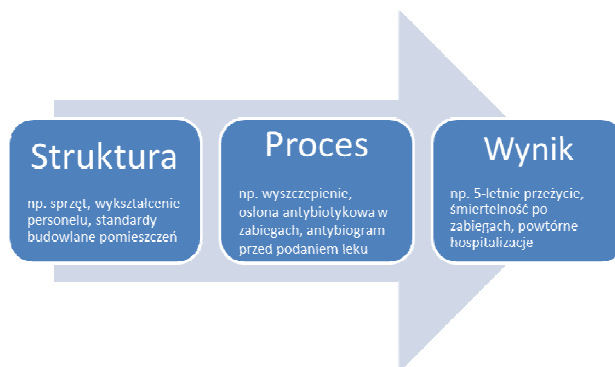 Struktura
np. sprzęt, wykształcenie
personelu, standardy
budowlane pomieszczeń
Proces
np. wyszczepienie,
osłona antybiotykowa w
zabiegach, antybiogram
przed podaniem leku
Wynik
np. 5-letnie przeżycie,
śmiertelność po
zabiegach, powtórne
hospitalizacje